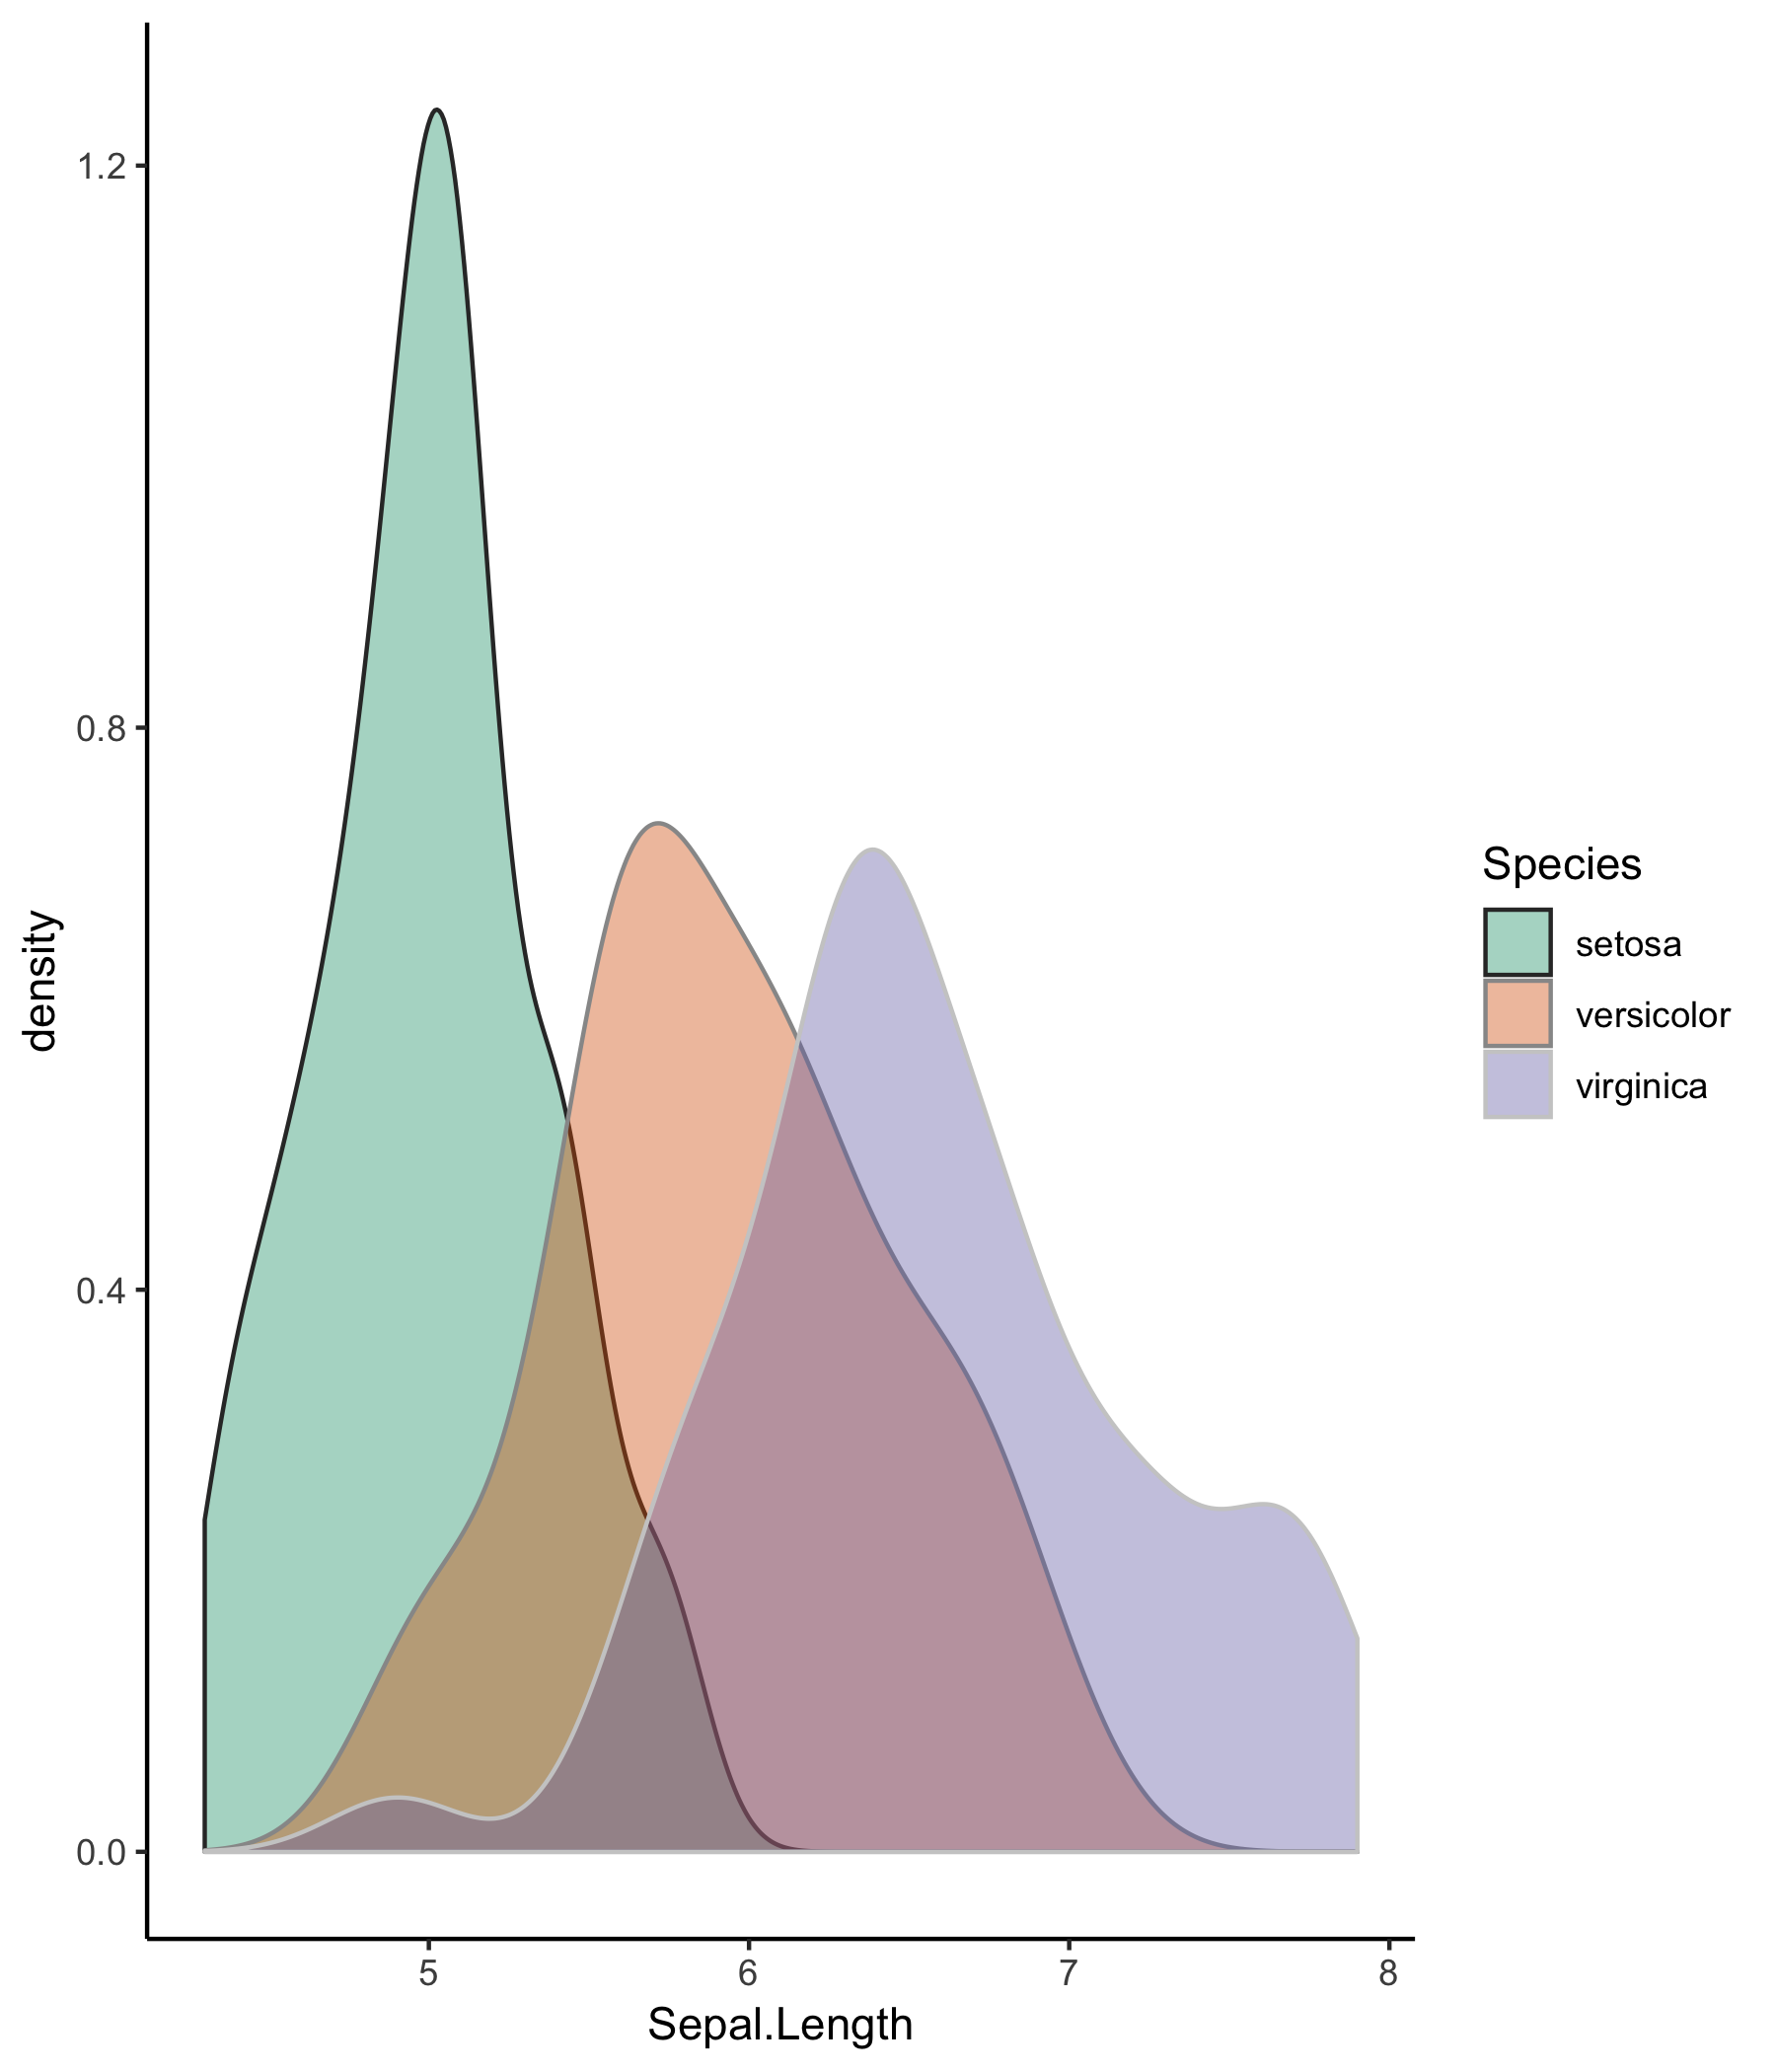 1.2
0.8
0.4
0.0
density
5 6 7 8
Sepal.Length
Species
setosa
versicolor
virginica